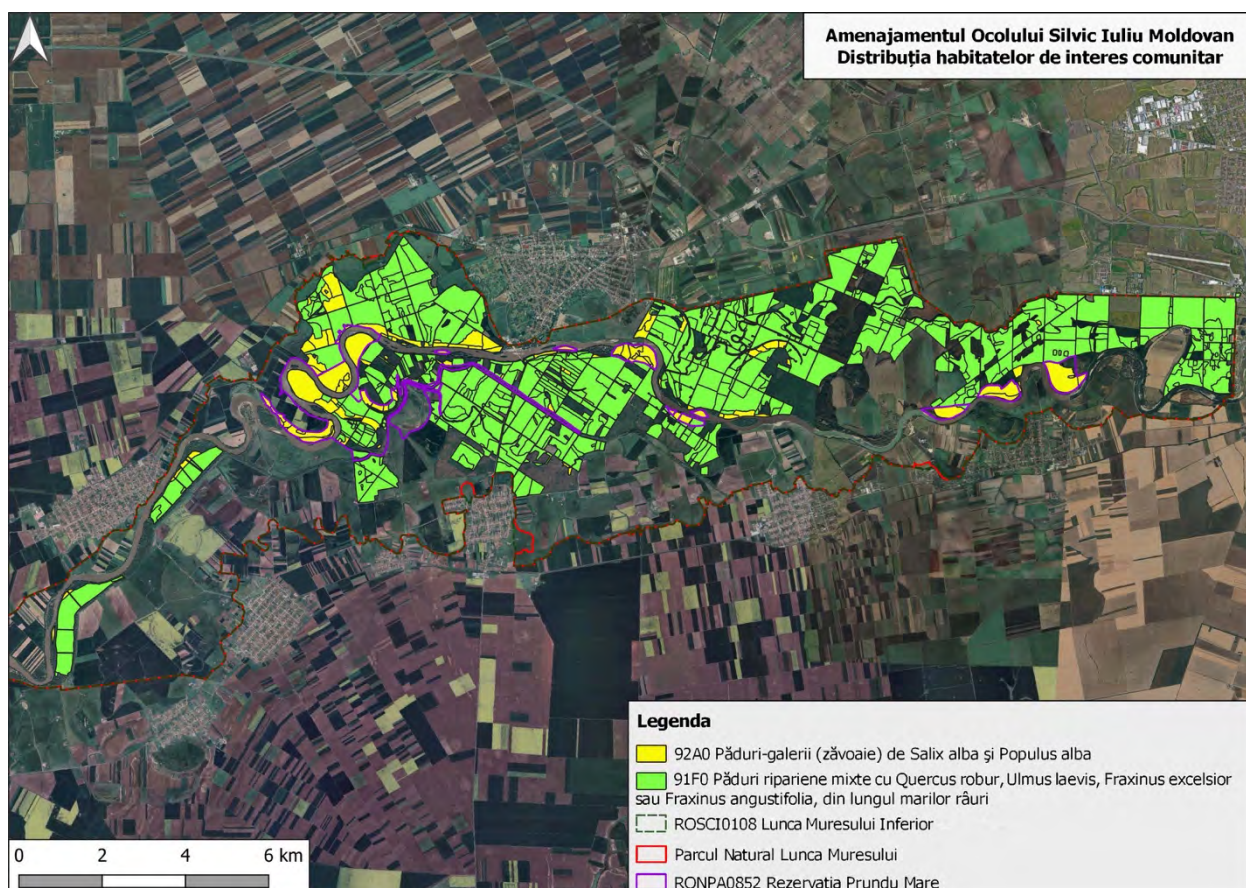 Amenajamentul Ocolului Silvic Iuliu Moldovan
Distribuția habitatelor de interes comunitar
Legenda
92A0 Păduri-galerii (zăvoaie) de Salix alba și Populus alba
91F0 Păduri ripariene mixte cu Quercus robur, Ulmus laevis, Fraxinus excelsior
sau Fraxinus angustifolia, din lungul marilor râuri
ROSCI0108 Lunca Muresului Inferior
Parcul Natural Lunca Muresului
RONPA0852 Rezervatia Prundu Mare
0 2 4 6 km